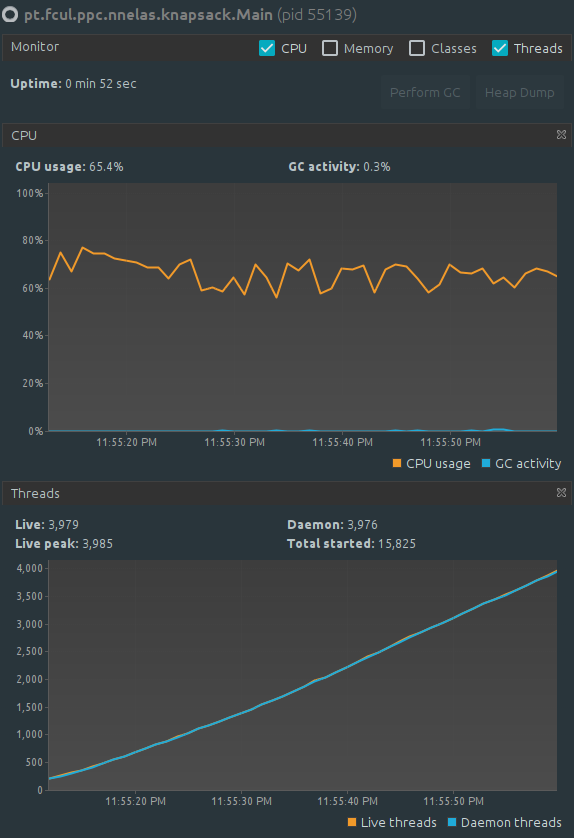 pt.fcul.ppc.nnelas.knapsack.Main (pid 55139)
Monitor CPU Memory Classes Threads
Uptime: 0 min 52 sec
Perform GC Heap Dump
CPU
CPU usage: 65.4% GC activity: 0.3%
100%
80%
60%
40%
20%
0%
11:55:20 PM 11:55:30 PM 11:55:40 PM 11:55:50 PM
CPU usage GC activity
Threads
Live: 3,979 Daemon: 3,976
Live peak: 3,985 Total started: 15,825
4,000
3,500
3,000
2,500
2,000
1,500
1,000
500
0
11:55:20 PM 11:55:30 PM 11:55:40 PM 11:55:50 PM
Live threads Daemon threads